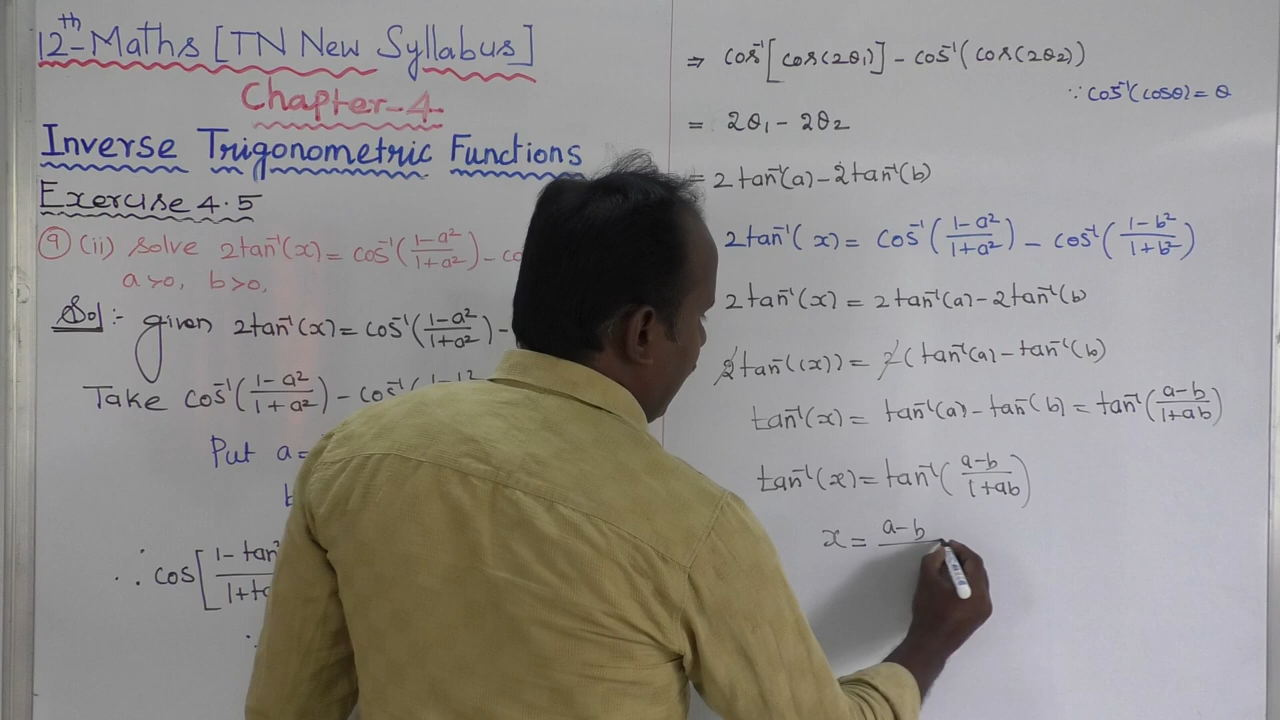 12th-Maths [TN New Syllabus]
Chapter-4
Inverse Trigonometric Functions
Exercise 4.5
⑨ (ii) Solve 2tan⁻¹(x) = cos⁻¹((1-a²)/(1+a²)) - co
a>0, b>0,
Sol:- given 2tan⁻¹(x) = cos⁻¹((1-a²)/(1+a²)) -
Take cos⁻¹((1-a²)/(1+a²)) - cos⁻¹(
Put a=
∴ cos[(1-tan²
⇒ cos⁻¹[cos(2θ₁)] - cos⁻¹(cos(2θ₂))
∵ cos⁻¹(cosθ) = θ
= 2θ₁ - 2θ₂
= 2tan⁻¹(a) - 2tan⁻¹(b)
2tan⁻¹(x) = cos⁻¹((1-a²)/(1+a²)) - cos⁻¹((1-b²)/(1+b²))
2tan⁻¹(x) = 2tan⁻¹(a) - 2tan⁻¹(b)
2tan⁻¹((x)) = 2(tan⁻¹(a) - tan⁻¹(b)
tan⁻¹(x) = tan⁻¹(a) - tan⁻¹(b) = tan⁻¹((a-b)/(1+ab))
tan⁻¹(x) = tan⁻¹((a-b)/(1+ab))
x = a-b